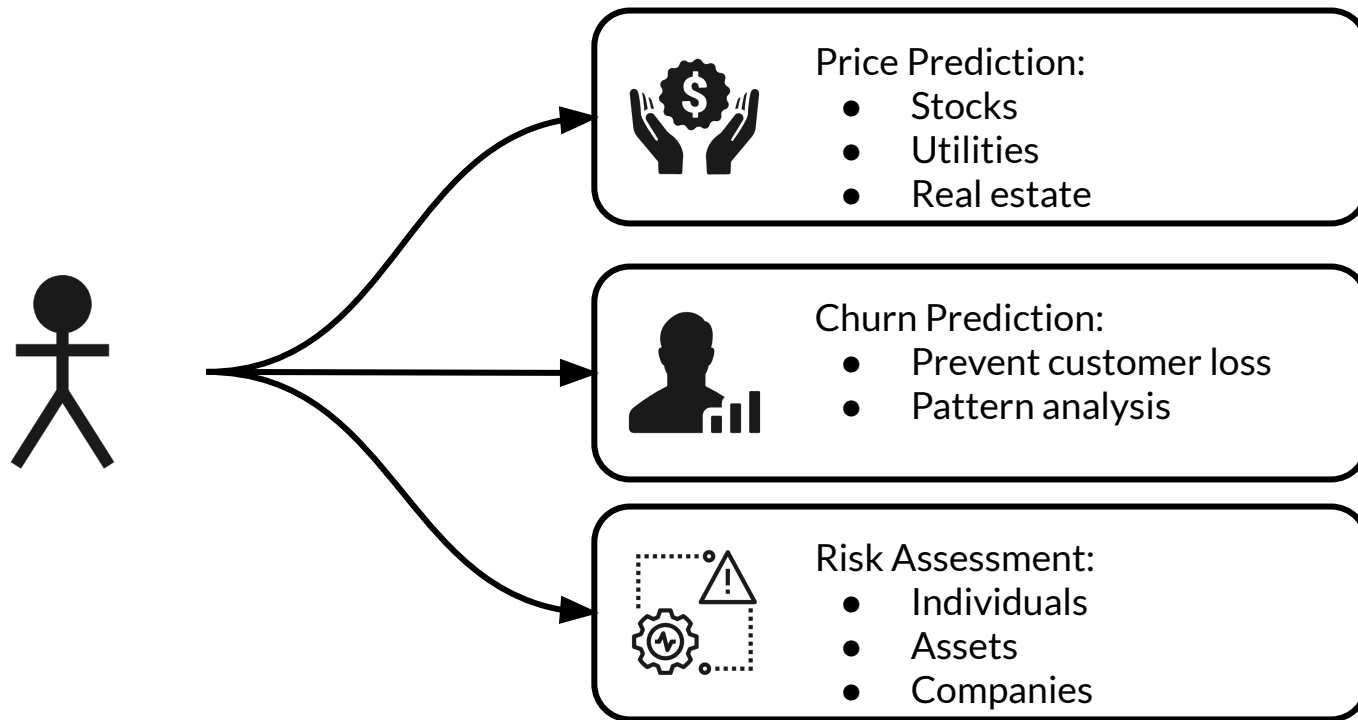 Price Prediction:
● Stocks
● Utilities
● Real estate
Churn Prediction:
● Prevent customer loss
● Pattern analysis
Risk Assessment:
● Individuals
● Assets
● Companies
$
!